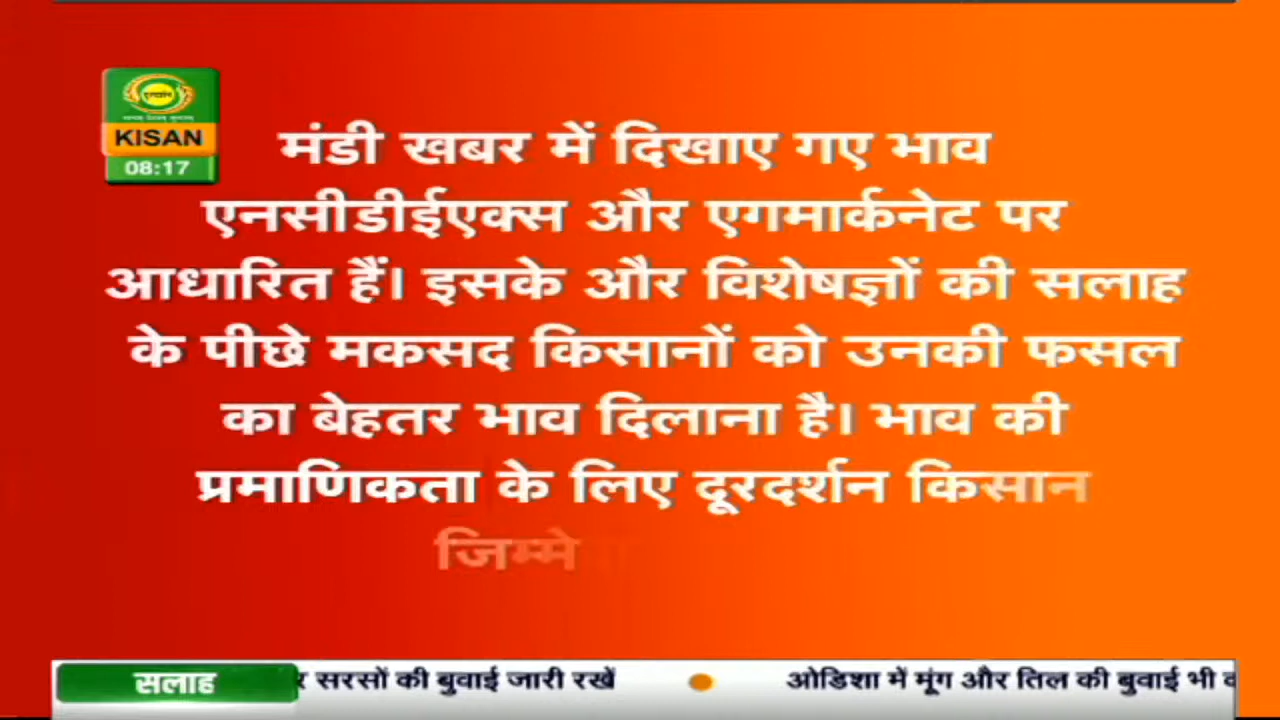 KISAN
08:17
मंडी खबर में दिखाए गए भाव
एनसीडीईएक्स और एगमार्कनेट पर
आधारित हैं। इसके और विशेषज्ञों की सलाह
के पीछे मकसद किसानों को उनकी फसल
का बेहतर भाव दिलाना है। भाव की
प्रमाणिकता के लिए दूरदर्शन किसान
जिम्मे
सलाह
सरसों की बुवाई जारी रखें
ओडिशा में मूंग और तिल की बुवाई भी